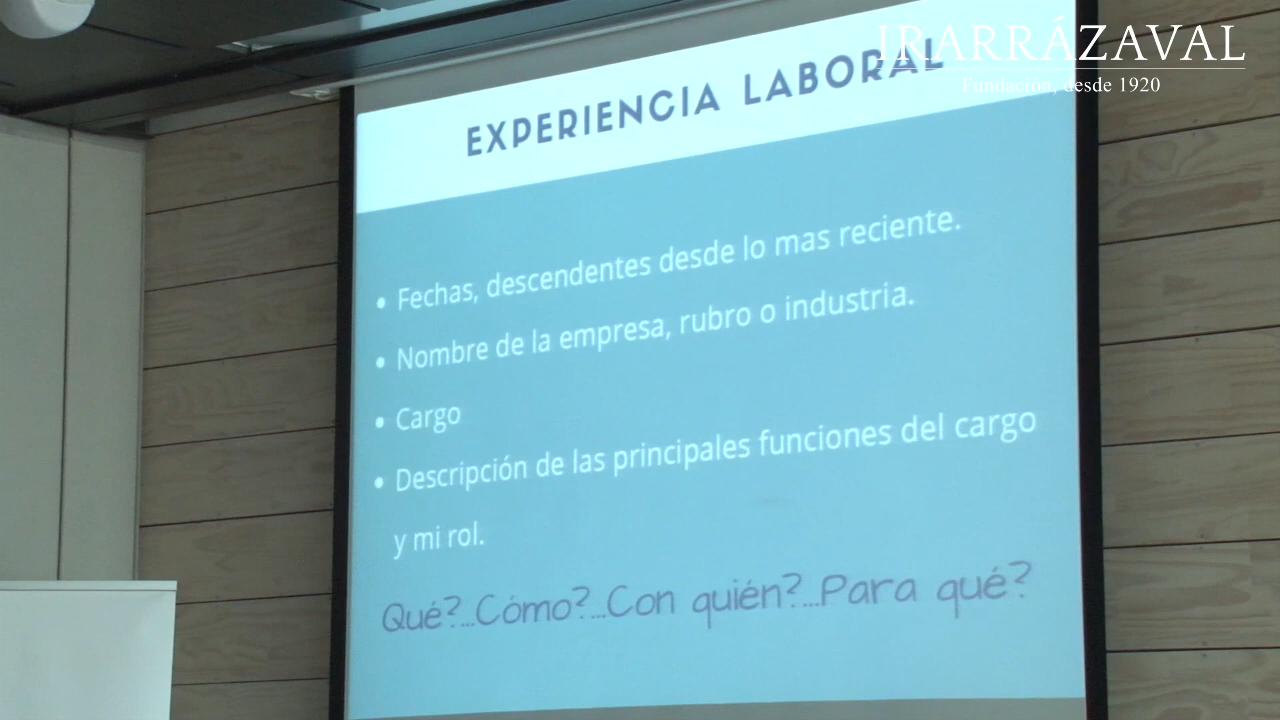 IRARRÁZAVAL
Fundación, desde 1920
EXPERIENCIA LABORAL
• Fechas, descendentes desde lo mas reciente.
• Nombre de la empresa, rubro o industria.
• Cargo
• Descripción de las principales funciones del cargo
y mi rol.
Qué?...Cómo?...Con quién?...Para qué?